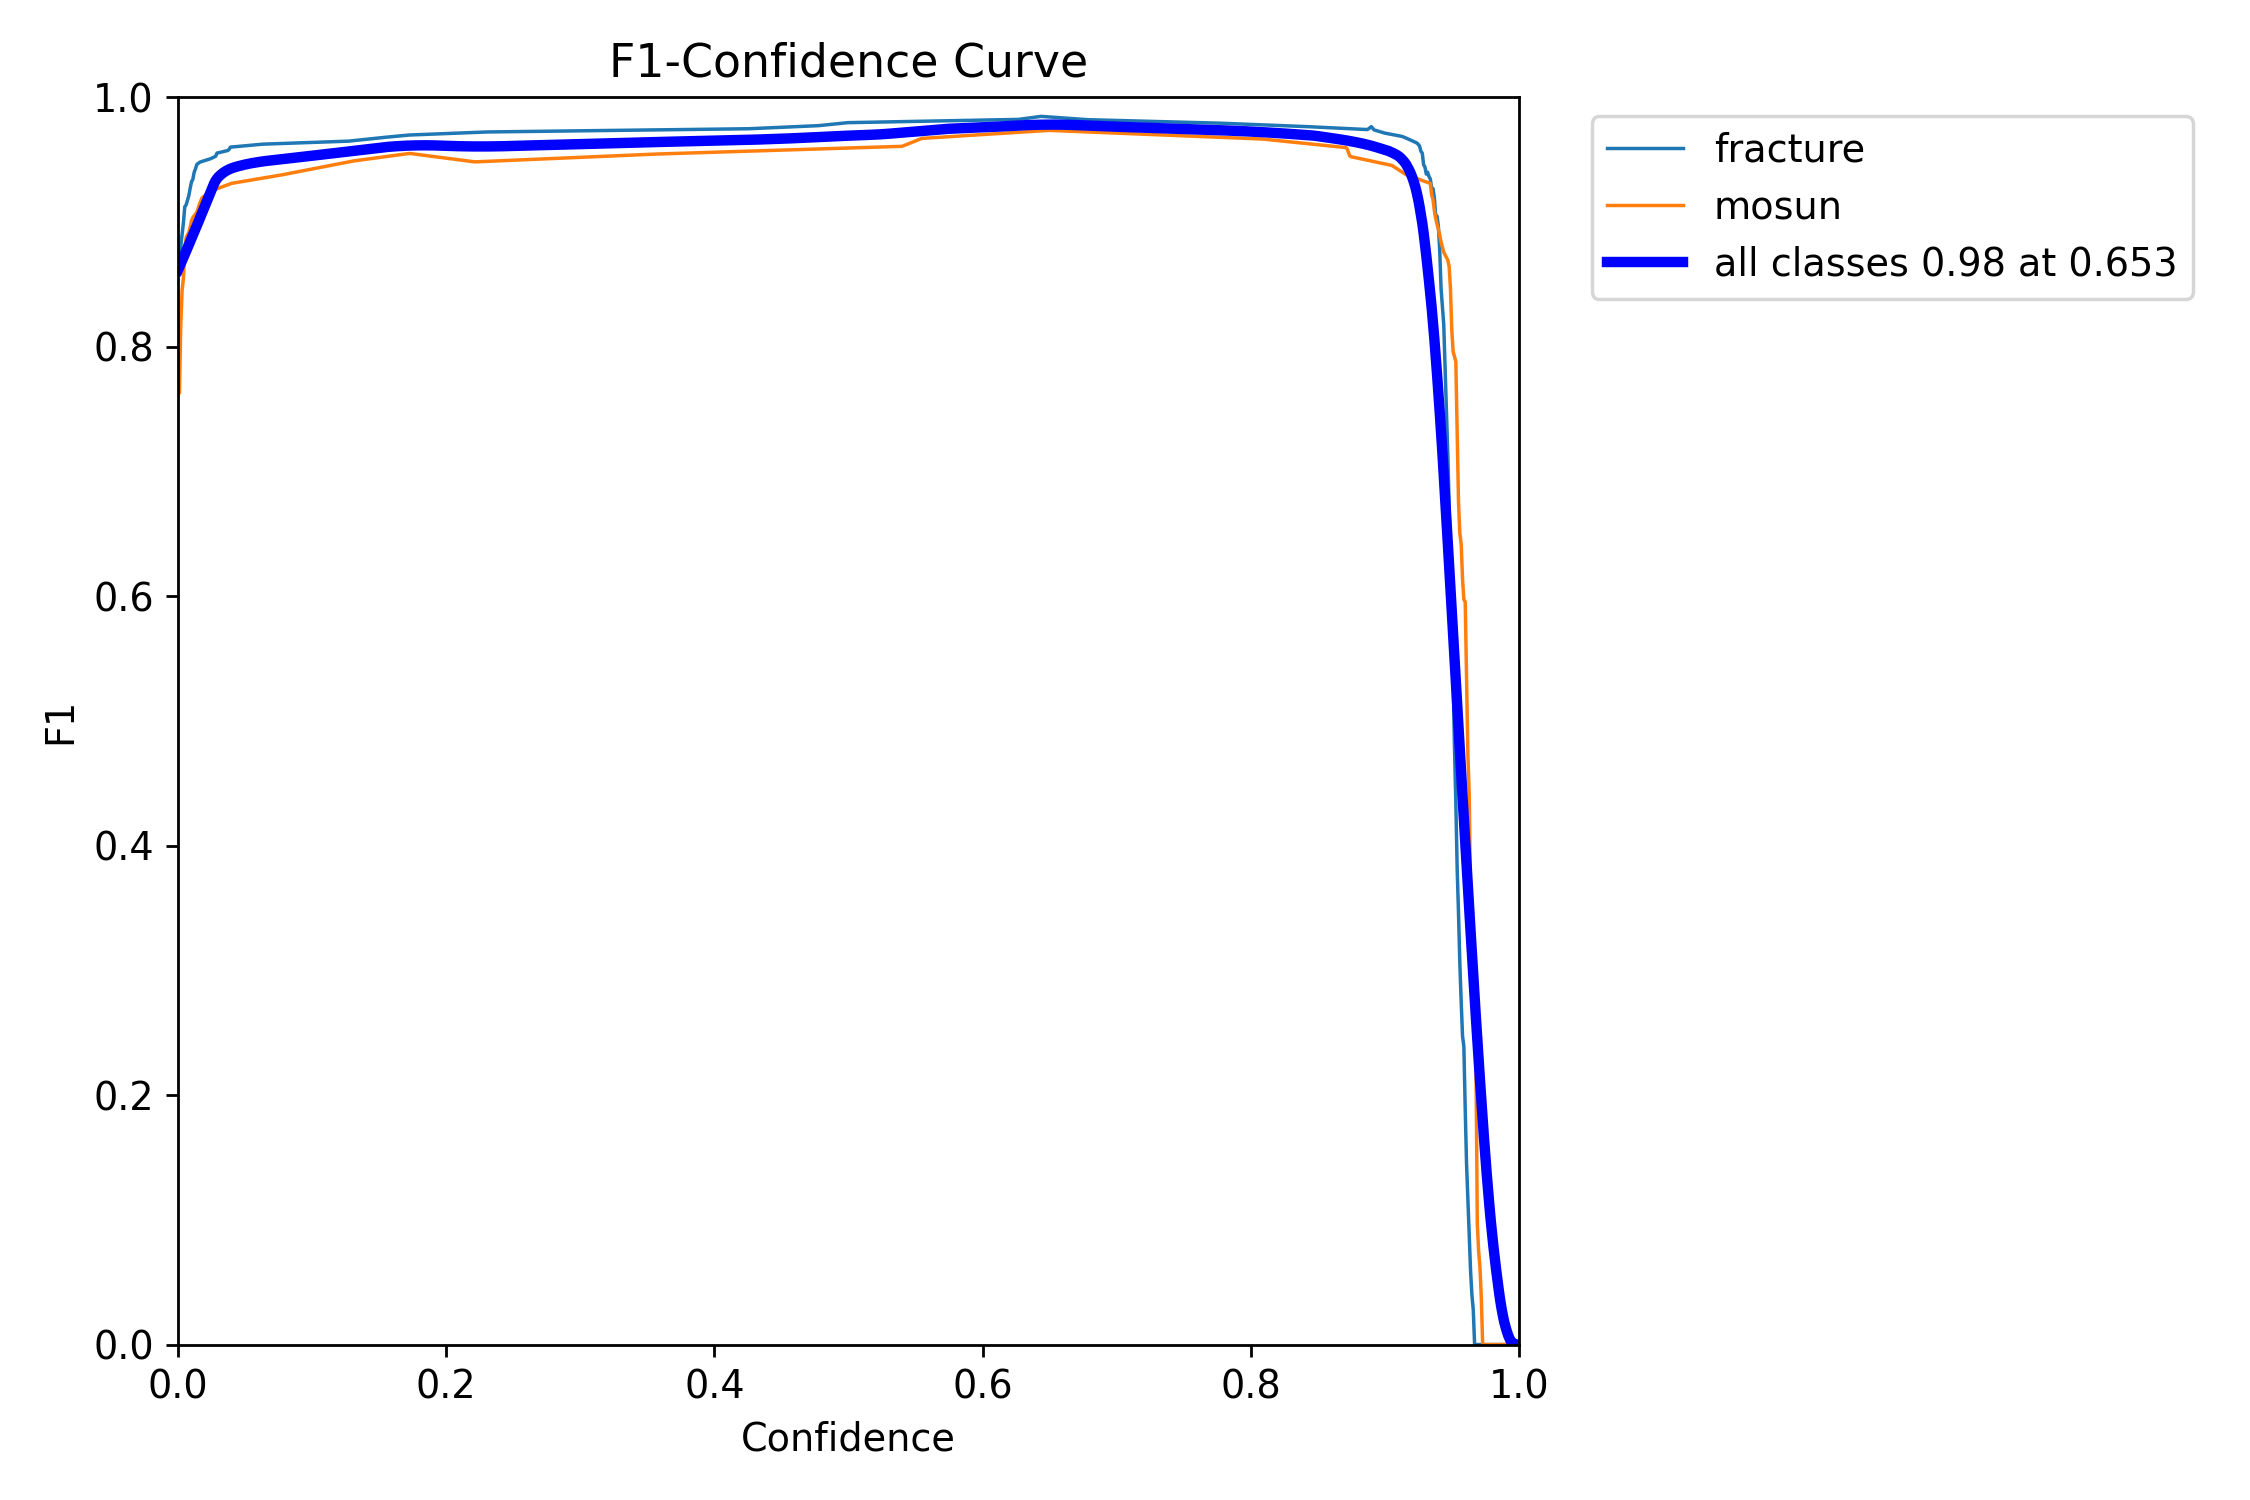 F1-Confidence Curve
fracture
mosun
all classes 0.98 at 0.653
1.0
0.8
0.6
0.4
0.2
0.0
F1
0.0 0.2 0.4 0.6 0.8 1.0
Confidence